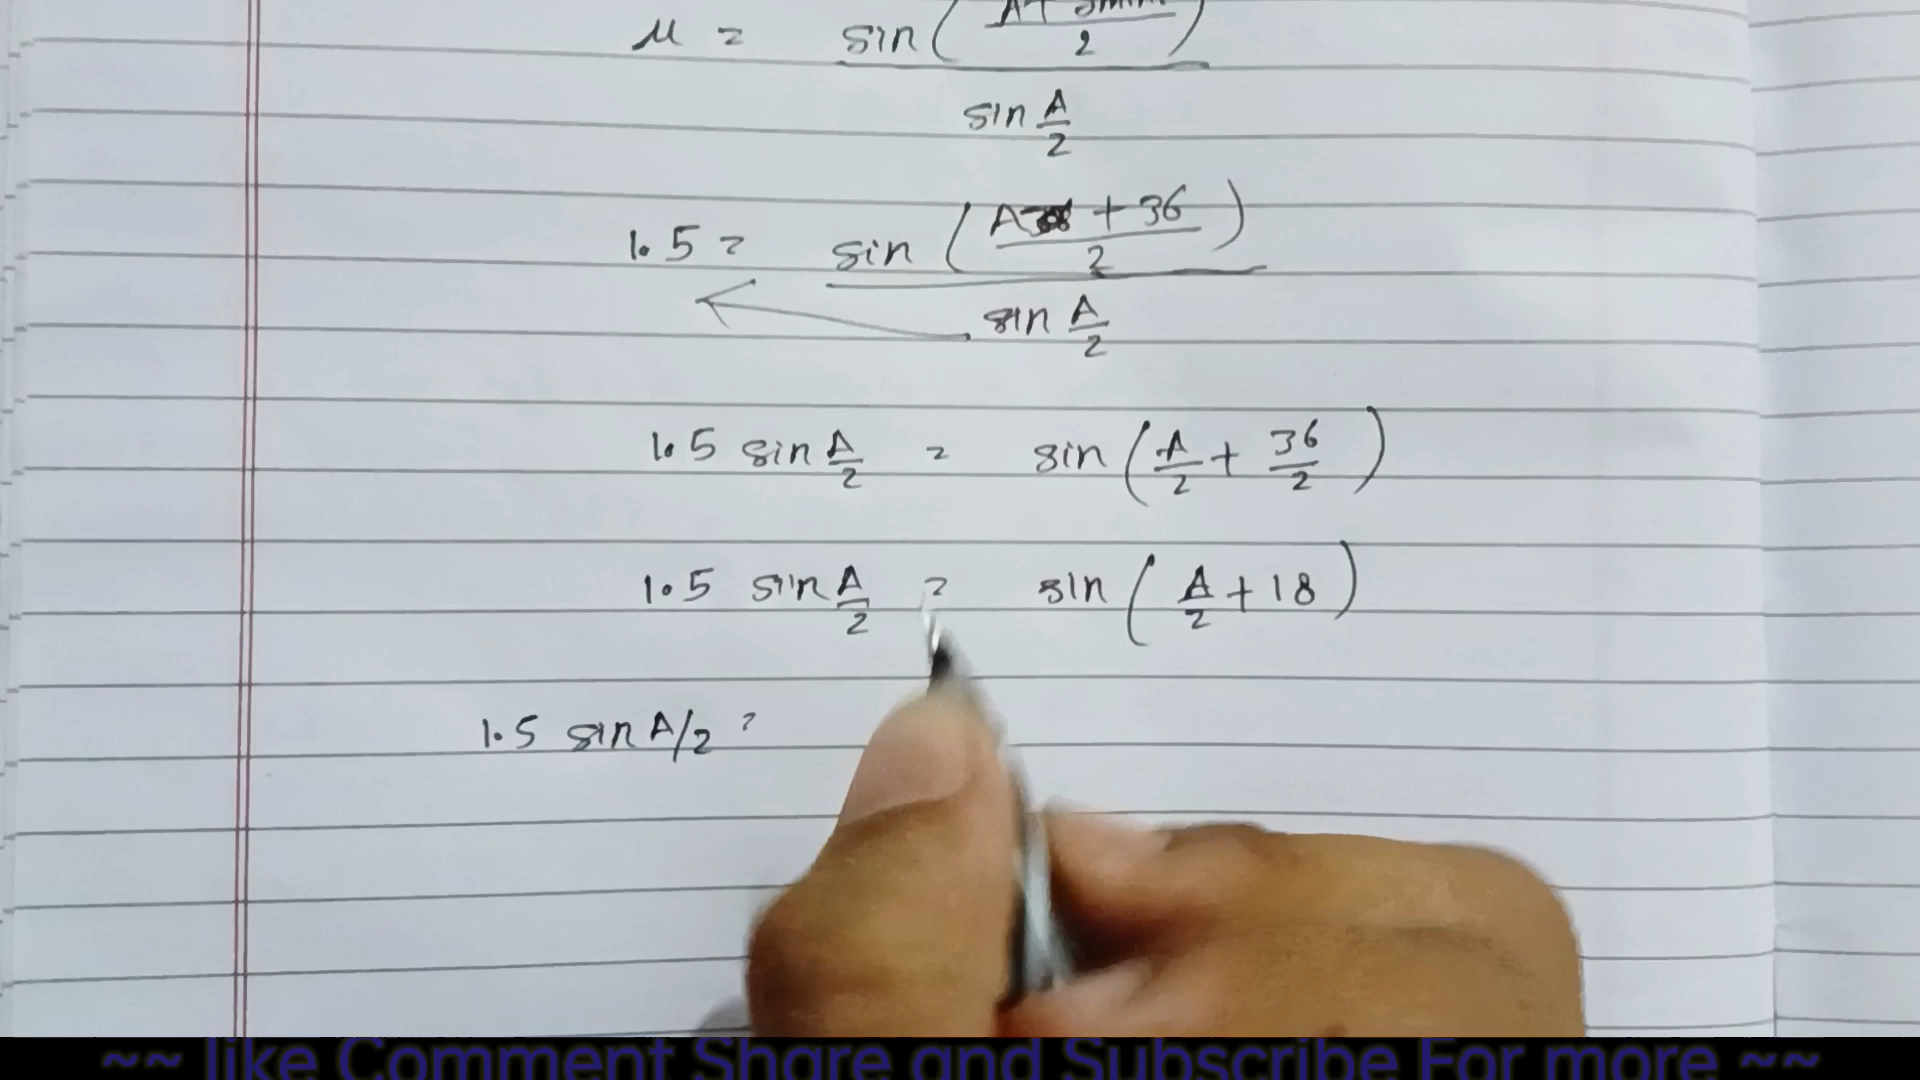 μ = sin(A+δmin/2)
sin A/2
1.5 = sin (A + 36/2)
sin A/2
1.5 sin A/2 = sin (A/2 + 36/2)
1.5 sin A/2 = sin (A/2 + 18)
1.5 sin A/2 =
~~ like Comment Share and Subscribe For more ~~